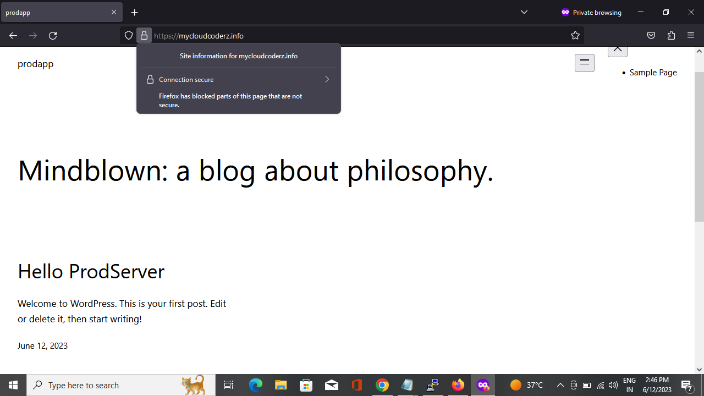 prodapp
Private browsing
https://mycloudcoderz.info
Site information for mycloudcoderz.info
Connection secure
Firefox has blocked parts of this page that are not
secure.
prodapp
Sample Page
Mindblown: a blog about philosophy.
Hello ProdServer
Welcome to WordPress. This is your first post. Edit
or delete it, then start writing!
June 12, 2023
Type here to search
37°C
ENG
IN
2:46 PM
6/12/2023